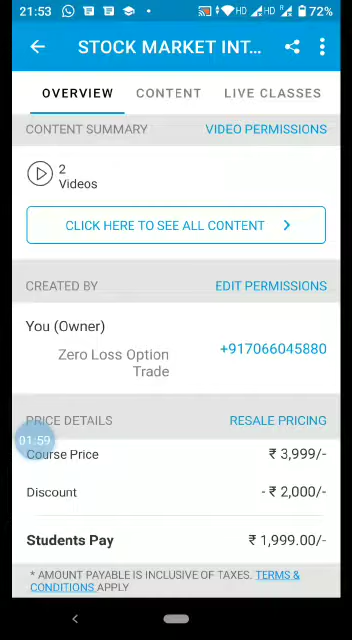 21:53 HD HD R 72%
STOCK MARKET INT...
OVERVIEW CONTENT LIVE CLASSES
CONTENT SUMMARY VIDEO PERMISSIONS
2
Videos
CLICK HERE TO SEE ALL CONTENT
CREATED BY EDIT PERMISSIONS
You (Owner)
+917066045880
Zero Loss Option
Trade
PRICE DETAILS RESALE PRICING
01:59
Course Price ₹ 3,999/-
Discount - ₹ 2,000/-
Students Pay ₹ 1,999.00/-
* AMOUNT PAYABLE IS INCLUSIVE OF TAXES. TERMS &
CONDITIONS APPLY